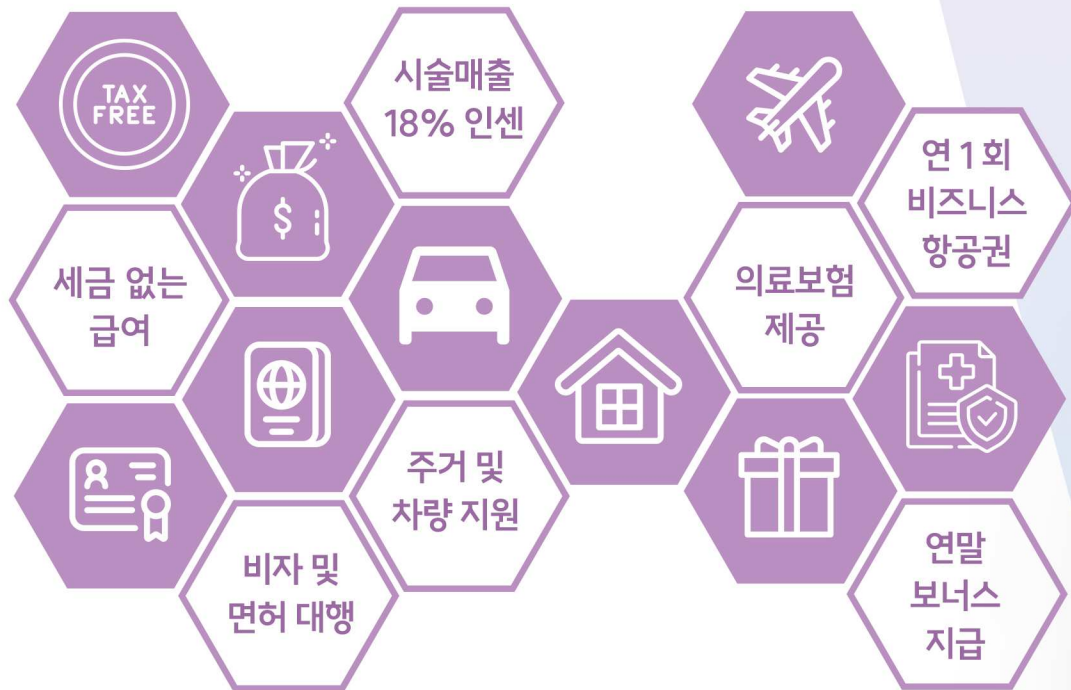 TAX
FREE
시술매출
18% 인센
$
세금 없는
급여
연 1회
비즈니스
항공권
의료보험
제공
주거 및
차량 지원
비자 및
면허 대행
연말
보너스
지급